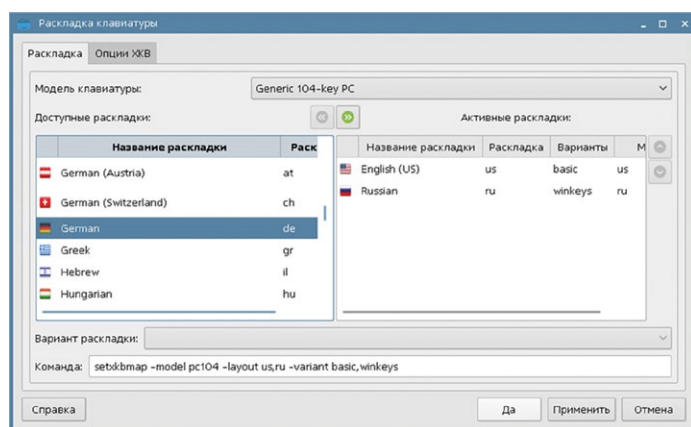 Раскладка клавиатуры
Раскладка Опции XKB
Модель клавиатуры: Generic 104-key PC
Доступные раскладки: Активные раскладки:
Название раскладки Раск
German (Austria) at
German (Switzerland) ch
German de
Greek gr
Hebrew il
Hungarian hu
Название раскладки Раскладка Варианты М
English (US) us basic us
Russian ru winkeys ru
Вариант раскладки:
Команда: setxkbmap -model pc104 -layout us,ru -variant basic,winkeys
Справка Да Применить Отмена